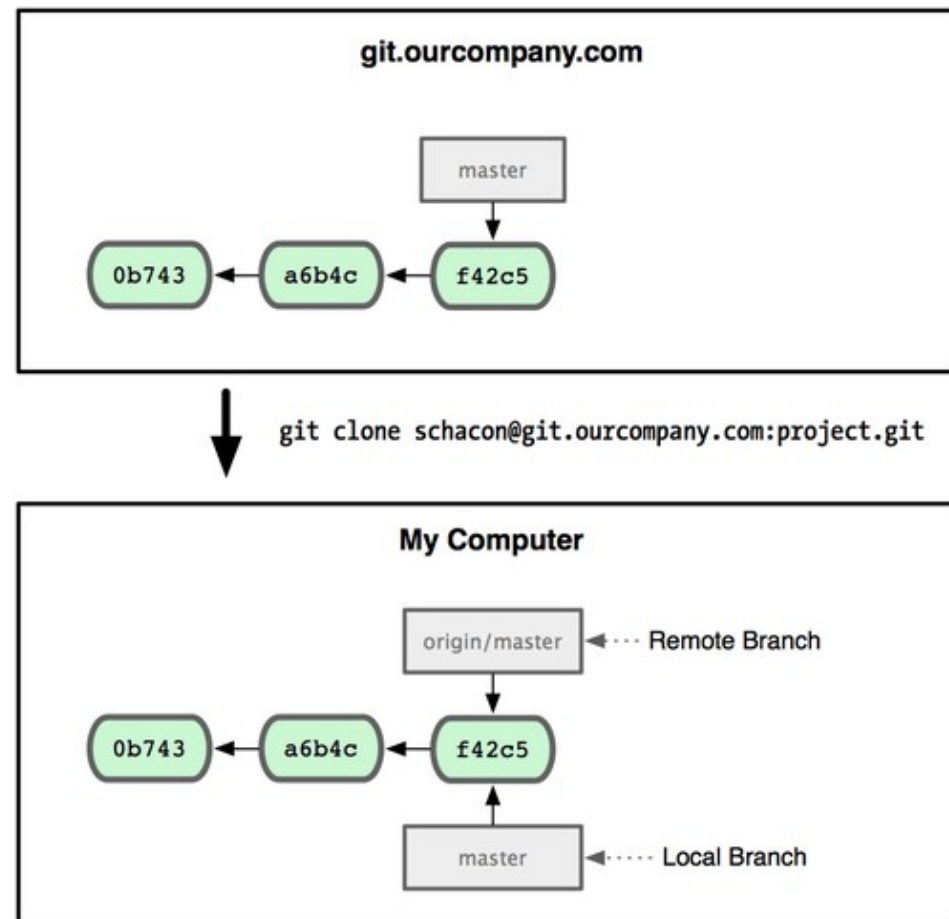 git.ourcompany.com
master
0b743 a6b4c f42c5
git clone schacon@git.ourcompany.com:project.git
My Computer
origin/master Remote Branch
0b743 a6b4c f42c5
master Local Branch